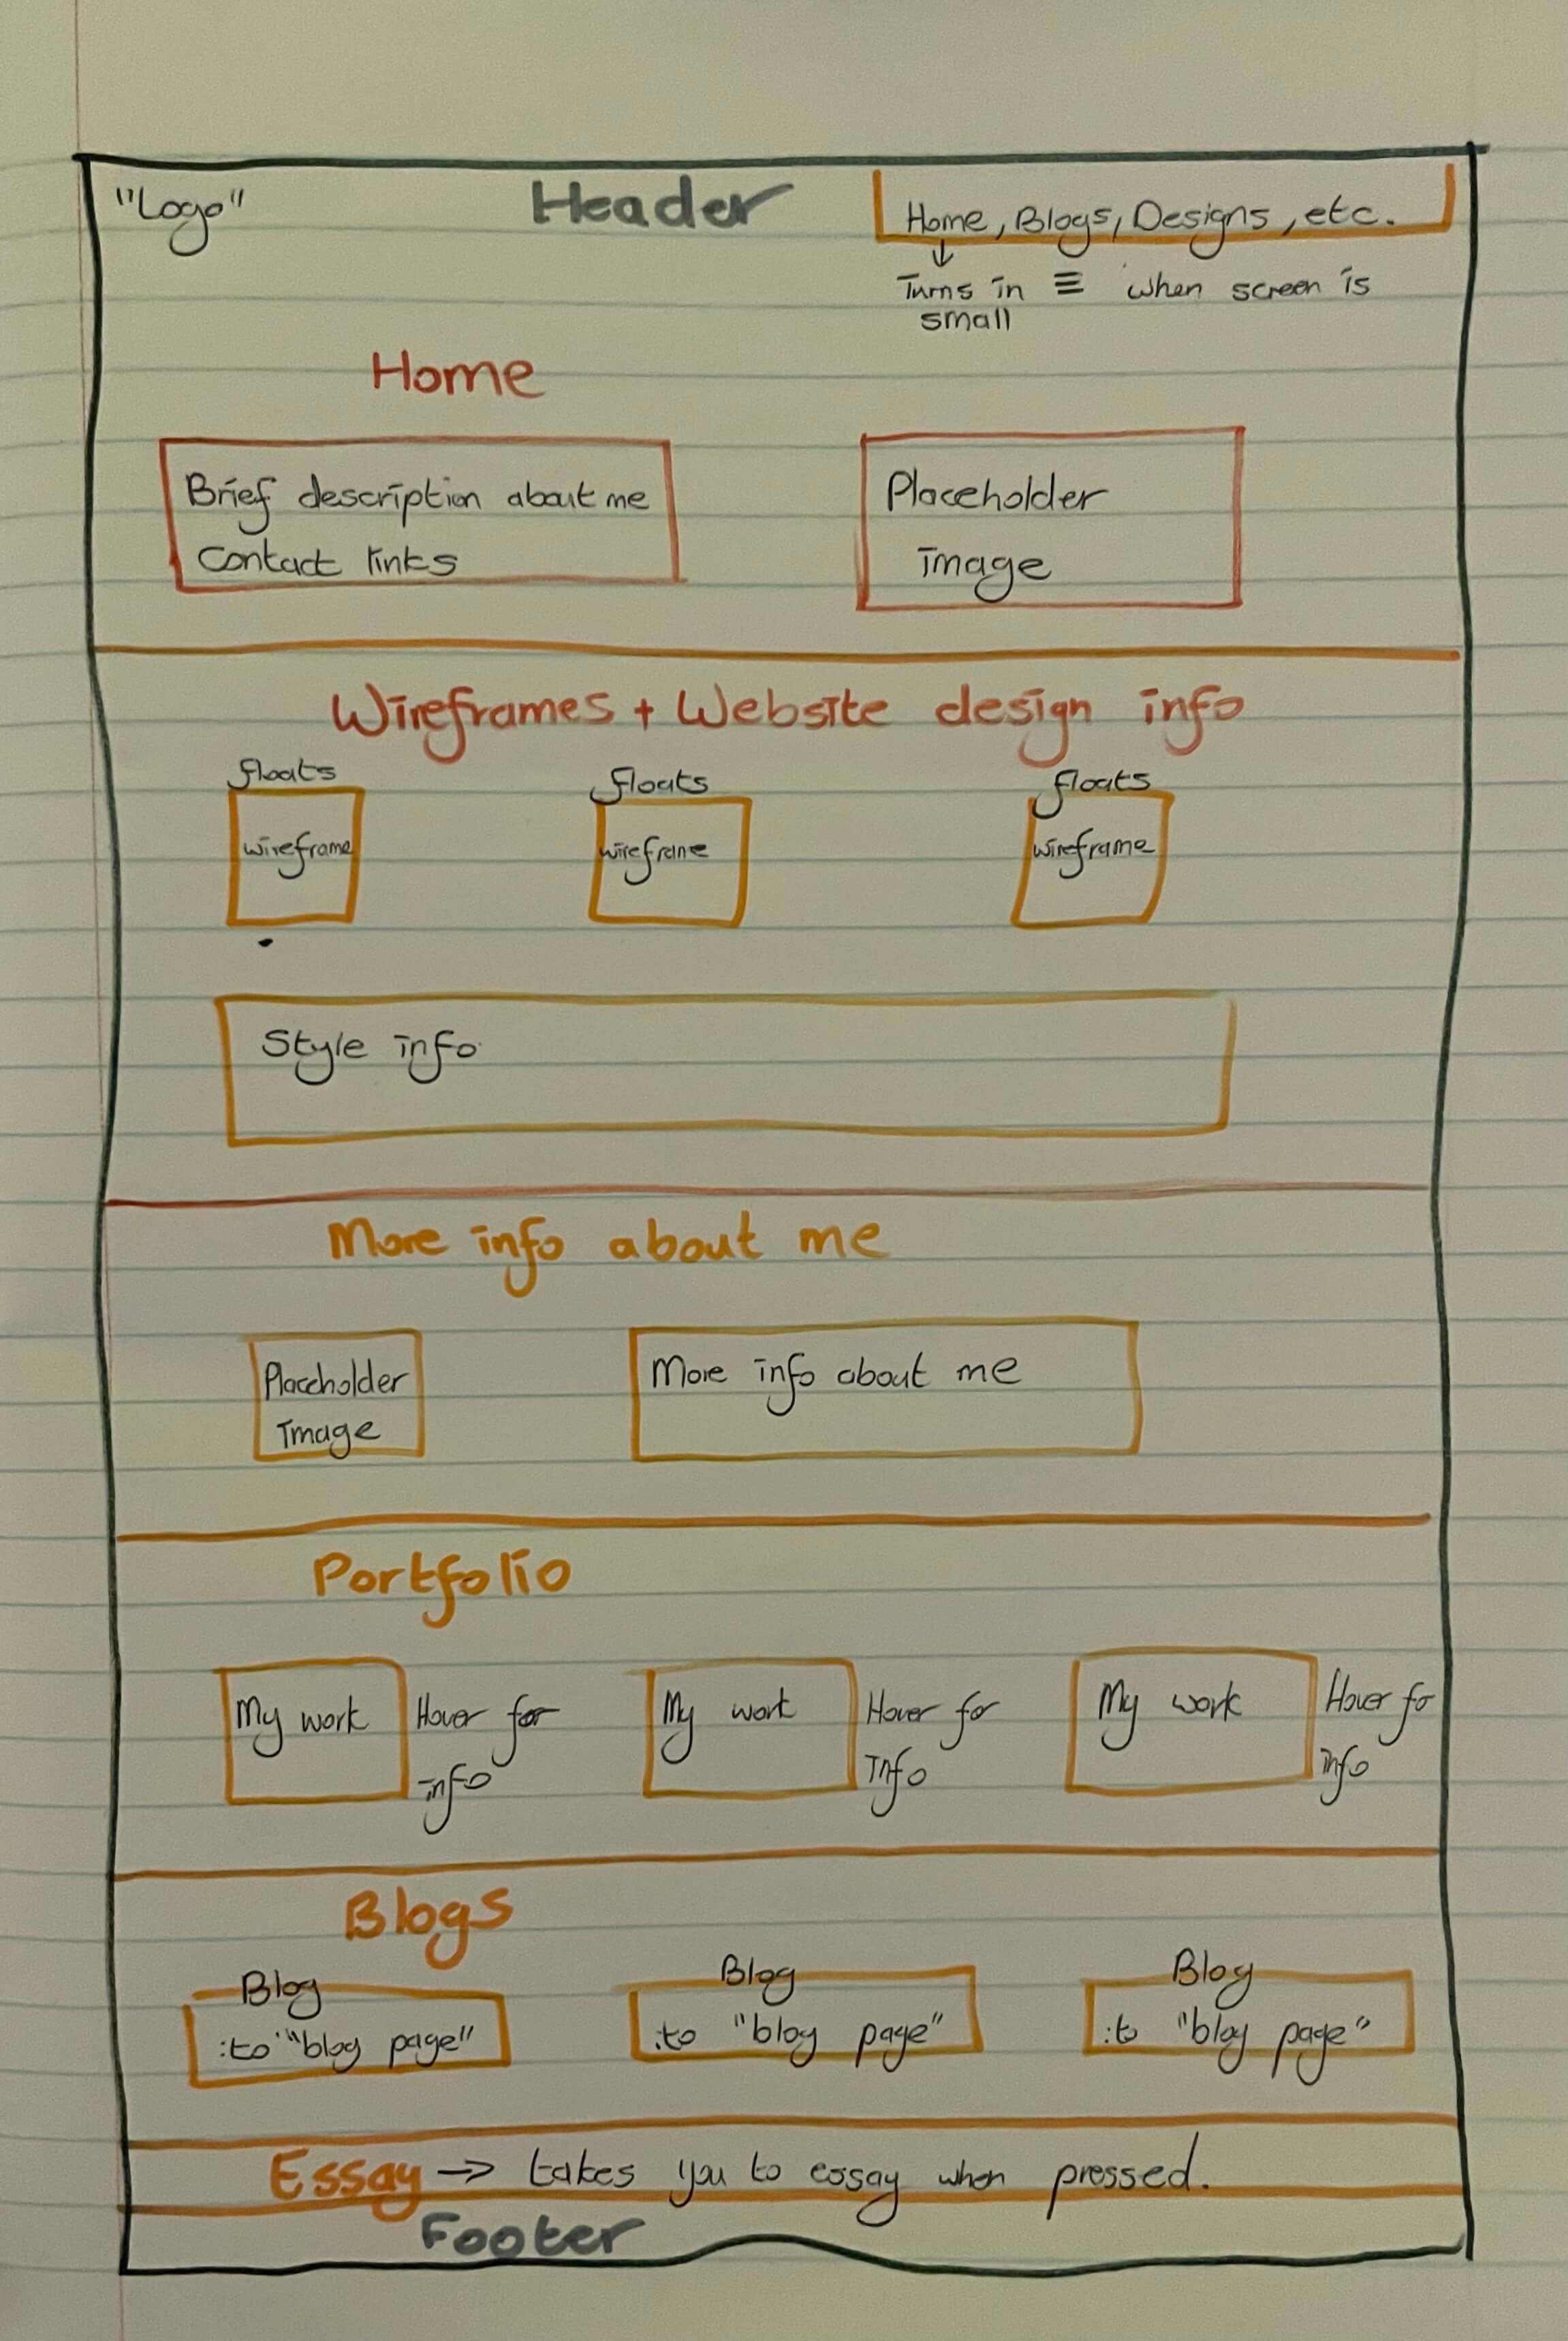 "Logo"
Header
Home, Blogs, Designs, etc.
↓
Turns in ≡ when screen is
small
Home
Brief description about me
Contact links
Placeholder
image
Wireframes + Website design info
floats
floats
floats
wireframe
wireframe
wireframe
Style info
More info about me
Placeholder
Image
More info about me
Portfolio
My work
Hover for
info
My work
Hover for
Info
My work
Hover fo
info
Blogs
Blog
:to "blog page"
Blog
:to "blog page"
Blog
:to "blog page"
Essay → takes you to essay when pressed.
Footer